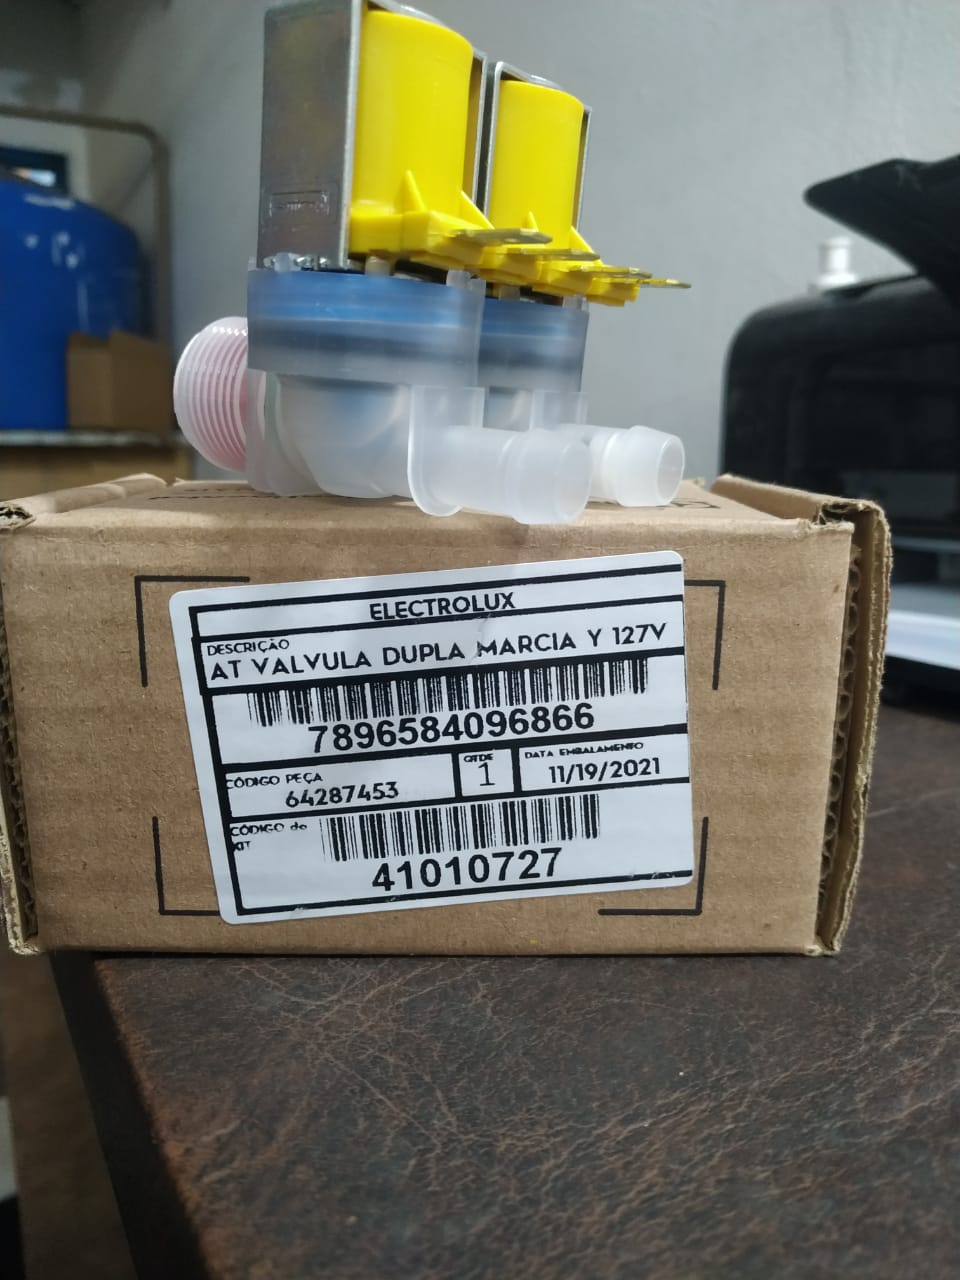 ELECTROLUX
DESCRIÇÃO
AT VALVULA DUPLA MARCIA Y 127V
7896584096866
CÓDIGO PEÇA
64287453
QTDE
1
DATA EMBALAMENTO
11/19/2021
CÓDIGO do
KIT
41010727